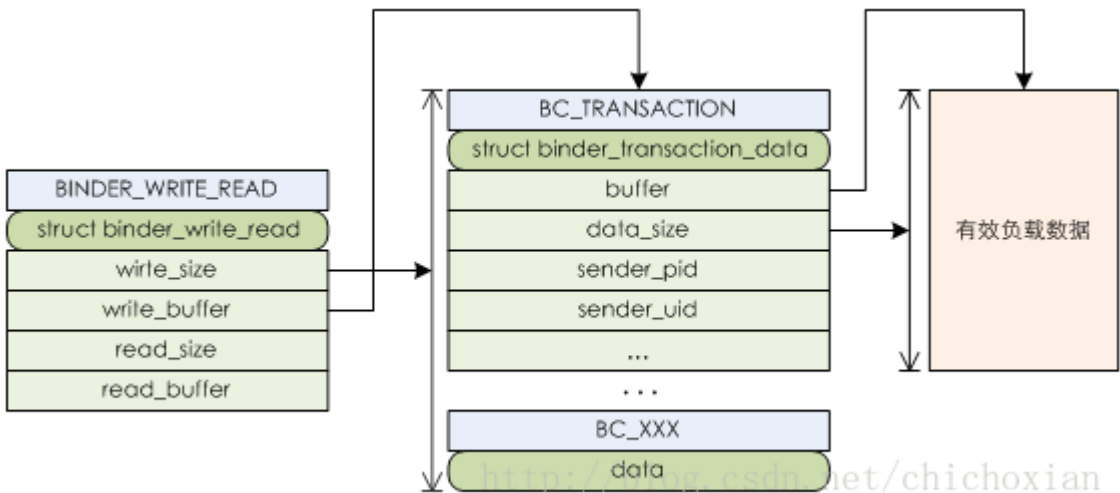 BC_TRANSACTION
struct binder_transaction_data
buffer
data_size
sender_pid
sender_uid
...
...
BC_XXX
data
BINDER_WRITE_READ
struct binder_write_read
wirte_size
write_buffer
read_size
read_buffer
有效负载数据
http://blog.csdn.net/chichoxian